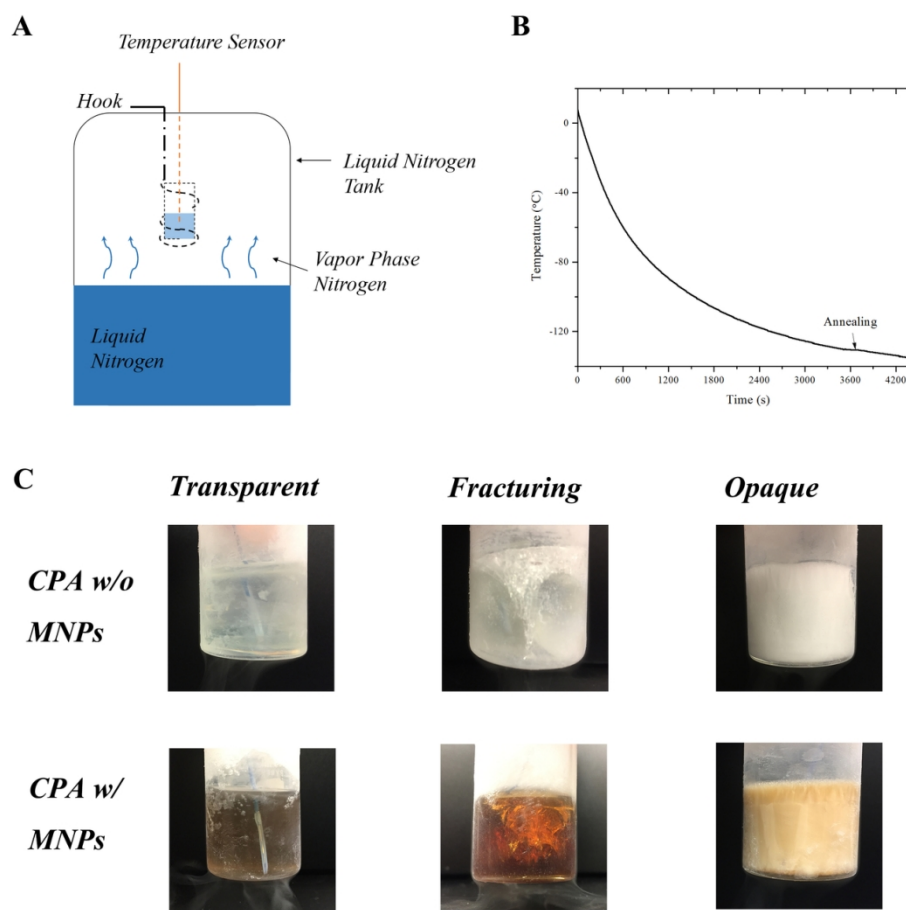 A
Temperature Sensor
Hook
Liquid Nitrogen
Tank
Vapor Phase
Nitrogen
Liquid
Nitrogen
B
Temperature (°C)
0
-40
-80
-120
Annealing
0 600 1200 1800 2400 3000 3600 4200
Time (s)
C
Transparent Fracturing Opaque
CPA w/o
MNPs
CPA w/
MNPs